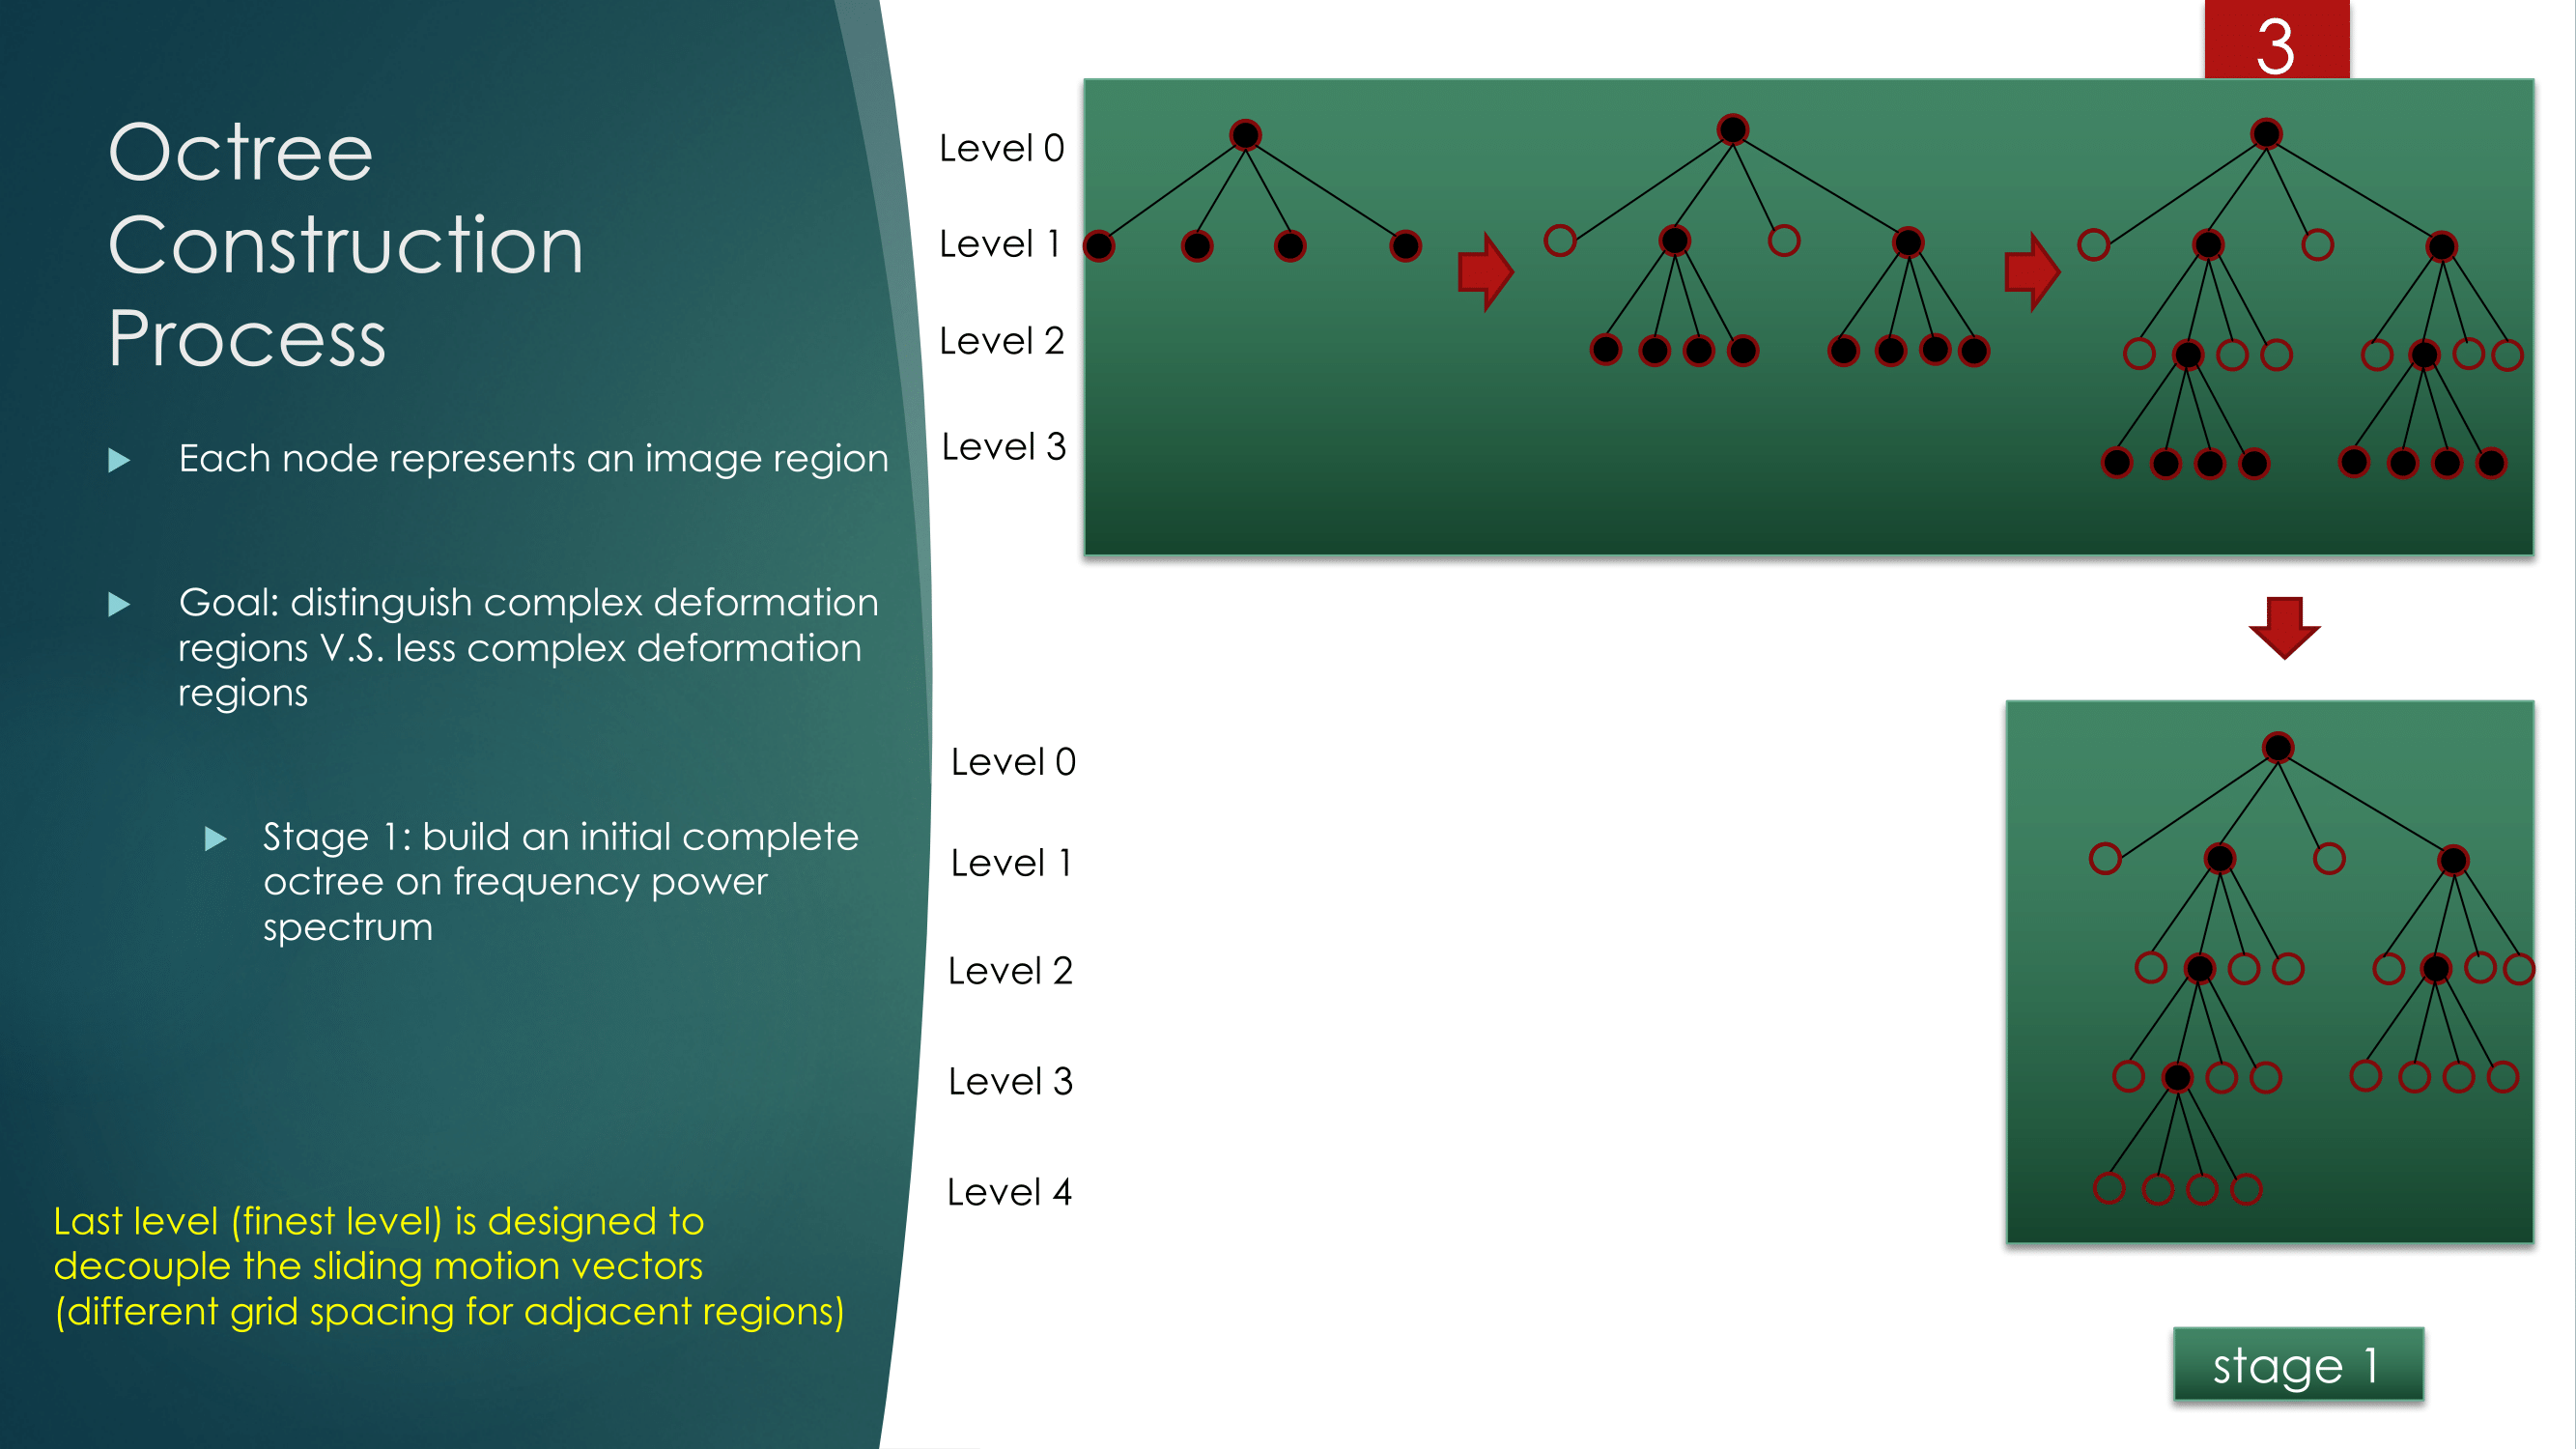 3
Octree
Construction
Process
Each node represents an image region
Goal: distinguish complex deformation
regions V.S. less complex deformation
regions
Stage 1: build an initial complete
octree on frequency power
spectrum
Last level (finest level) is designed to
decouple the sliding motion vectors
(different grid spacing for adjacent regions)
Level 0
Level 1
Level 2
Level 3
Level 0
Level 1
Level 2
Level 3
Level 4
stage 1